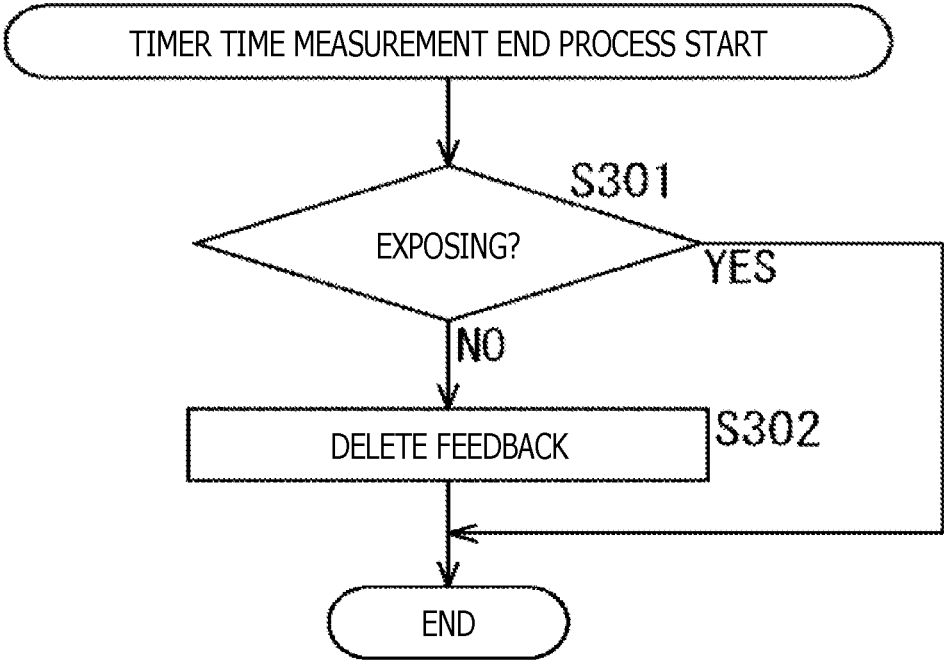 TIMER TIME MEASUREMENT END PROCESS START
S301
EXPOSING?
YES
NO
DELETE FEEDBACK
S302
END